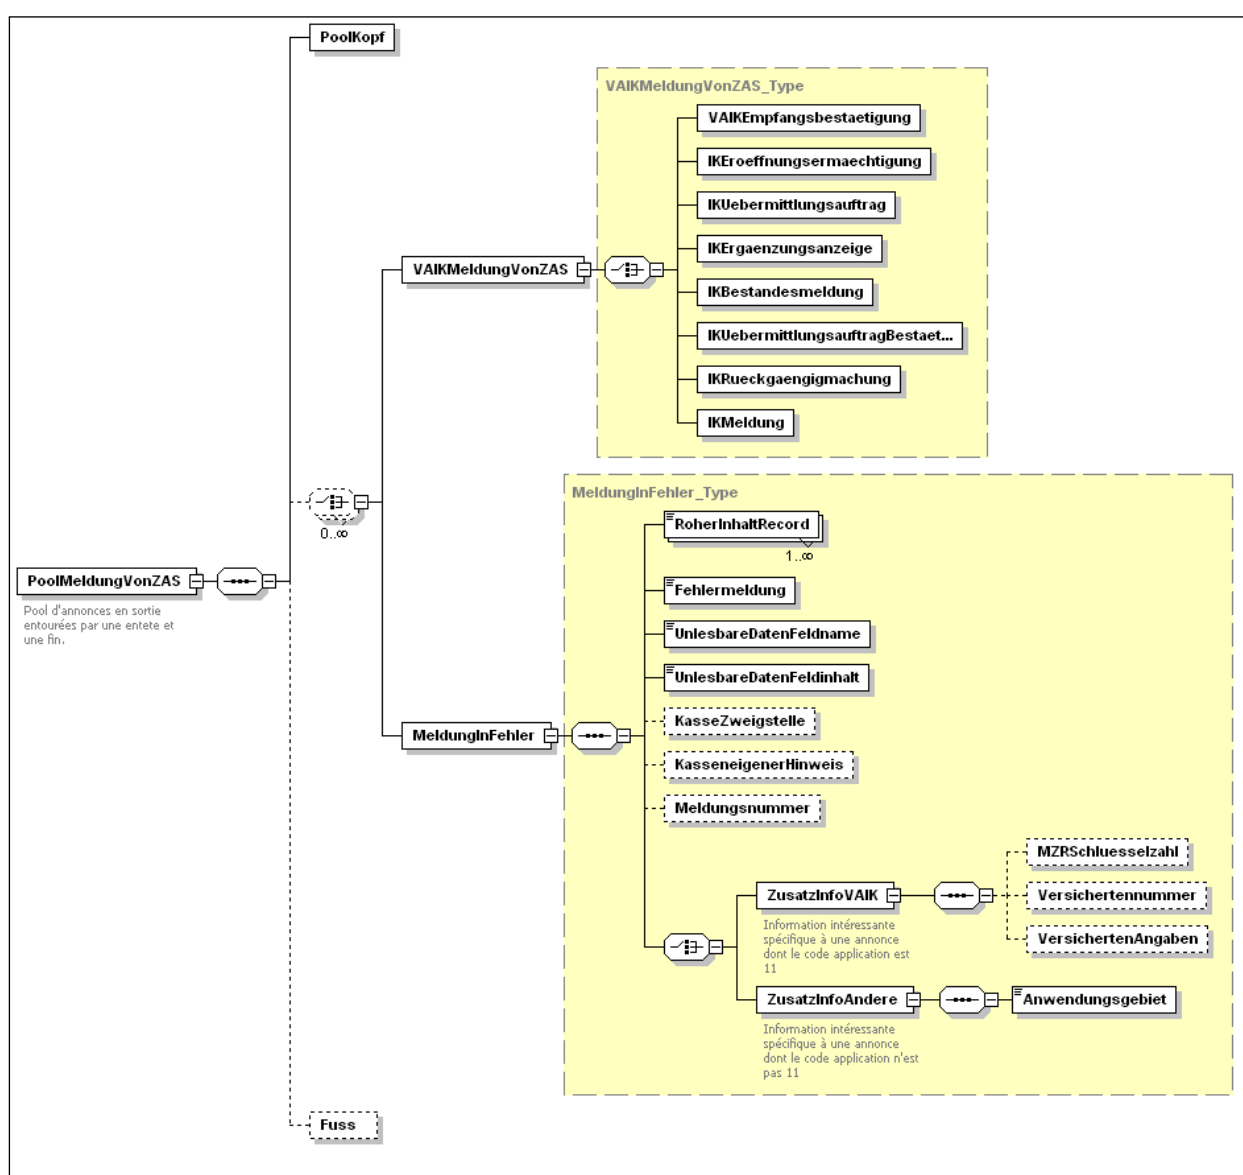 PoolKopf
VAIKMeldungVonZAS_Type
VAIKEmpfangsbestaetigung
IKEroeffnungsermaechtigung
IKUebermittlungsauftrag
IKErgaenzungsanzeige
VAIKMeldungVonZAS
IKBestandesmeldung
IKUebermittlungsauftragBestaet...
IKRueckgaengigmachung
IKMeldung
MeldungInFehler_Type
RoherInhaltRecord
1..∞
0..∞
PoolMeldungVonZAS
Pool d'annonces en sortie
entourées par une entete et
une fin.
Fehlermeldung
UnlesbareDatenFeldname
UnlesbareDatenFeldinhalt
KasseZweigstelle
MeldungInFehler
KasseneigenerHinweis
Meldungsnummer
MZRSchluesselzahl
ZusatzInfoVAIK
Versichertennummer
Information intéressante
spécifique à une annonce
dont le code application est
11
VersichertenAngaben
ZusatzInfoAndere
Anwendungsgebiet
Information intéressante
spécifique à une annonce
dont le code application n'est
pas 11
Fuss